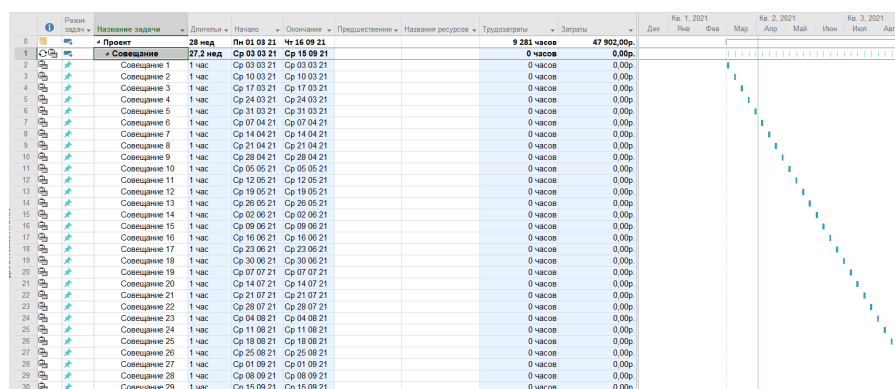 Режим Кв. 1, 2021 Кв. 2, 2021 Кв. 3, 2021
задач Название задачи Длительн Начало Окончание Предшественни Названия ресурсов Трудозатраты Затраты Дек Янв Фев Мар Апр Май Июн Июл Авг
0 Проект 28 нед Пн 01 03 21 Чт 16 09 21 9 281 часов 47 902,00р.
1 Совещание 27,2 нед Ср 03 03 21 Ср 15 09 21 0 часов 0,00р.
2 Совещание 1 1 час Ср 03 03 21 Ср 03 03 21 0 часов 0,00р.
3 Совещание 2 1 час Ср 10 03 21 Ср 10 03 21 0 часов 0,00р.
4 Совещание 3 1 час Ср 17 03 21 Ср 17 03 21 0 часов 0,00р.
5 Совещание 4 1 час Ср 24 03 21 Ср 24 03 21 0 часов 0,00р.
6 Совещание 5 1 час Ср 31 03 21 Ср 31 03 21 0 часов 0,00р.
7 Совещание 6 1 час Ср 07 04 21 Ср 07 04 21 0 часов 0,00р.
8 Совещание 7 1 час Ср 14 04 21 Ср 14 04 21 0 часов 0,00р.
9 Совещание 8 1 час Ср 21 04 21 Ср 21 04 21 0 часов 0,00р.
10 Совещание 9 1 час Ср 28 04 21 Ср 28 04 21 0 часов 0,00р.
11 Совещание 10 1 час Ср 05 05 21 Ср 05 05 21 0 часов 0,00р.
12 Совещание 11 1 час Ср 12 05 21 Ср 12 05 21 0 часов 0,00р.
13 Совещание 12 1 час Ср 19 05 21 Ср 19 05 21 0 часов 0,00р.
14 Совещание 13 1 час Ср 26 05 21 Ср 26 05 21 0 часов 0,00р.
15 Совещание 14 1 час Ср 02 06 21 Ср 02 06 21 0 часов 0,00р.
16 Совещание 15 1 час Ср 09 06 21 Ср 09 06 21 0 часов 0,00р.
17 Совещание 16 1 час Ср 16 06 21 Ср 16 06 21 0 часов 0,00р.
18 Совещание 17 1 час Ср 23 06 21 Ср 23 06 21 0 часов 0,00р.
19 Совещание 18 1 час Ср 30 06 21 Ср 30 06 21 0 часов 0,00р.
20 Совещание 19 1 час Ср 07 07 21 Ср 07 07 21 0 часов 0,00р.
21 Совещание 20 1 час Ср 14 07 21 Ср 14 07 21 0 часов 0,00р.
22 Совещание 21 1 час Ср 21 07 21 Ср 21 07 21 0 часов 0,00р.
23 Совещание 22 1 час Ср 28 07 21 Ср 28 07 21 0 часов 0,00р.
24 Совещание 23 1 час Ср 04 08 21 Ср 04 08 21 0 часов 0,00р.
25 Совещание 24 1 час Ср 11 08 21 Ср 11 08 21 0 часов 0,00р.
26 Совещание 25 1 час Ср 18 08 21 Ср 18 08 21 0 часов 0,00р.
27 Совещание 26 1 час Ср 25 08 21 Ср 25 08 21 0 часов 0,00р.
28 Совещание 27 1 час Ср 01 09 21 Ср 01 09 21 0 часов 0,00р.
29 Совещание 28 1 час Ср 08 09 21 Ср 08 09 21 0 часов 0,00р.
30 Совещание 29 1 час Ср 15 09 21 Ср 15 09 21 0 часов 0,00р.